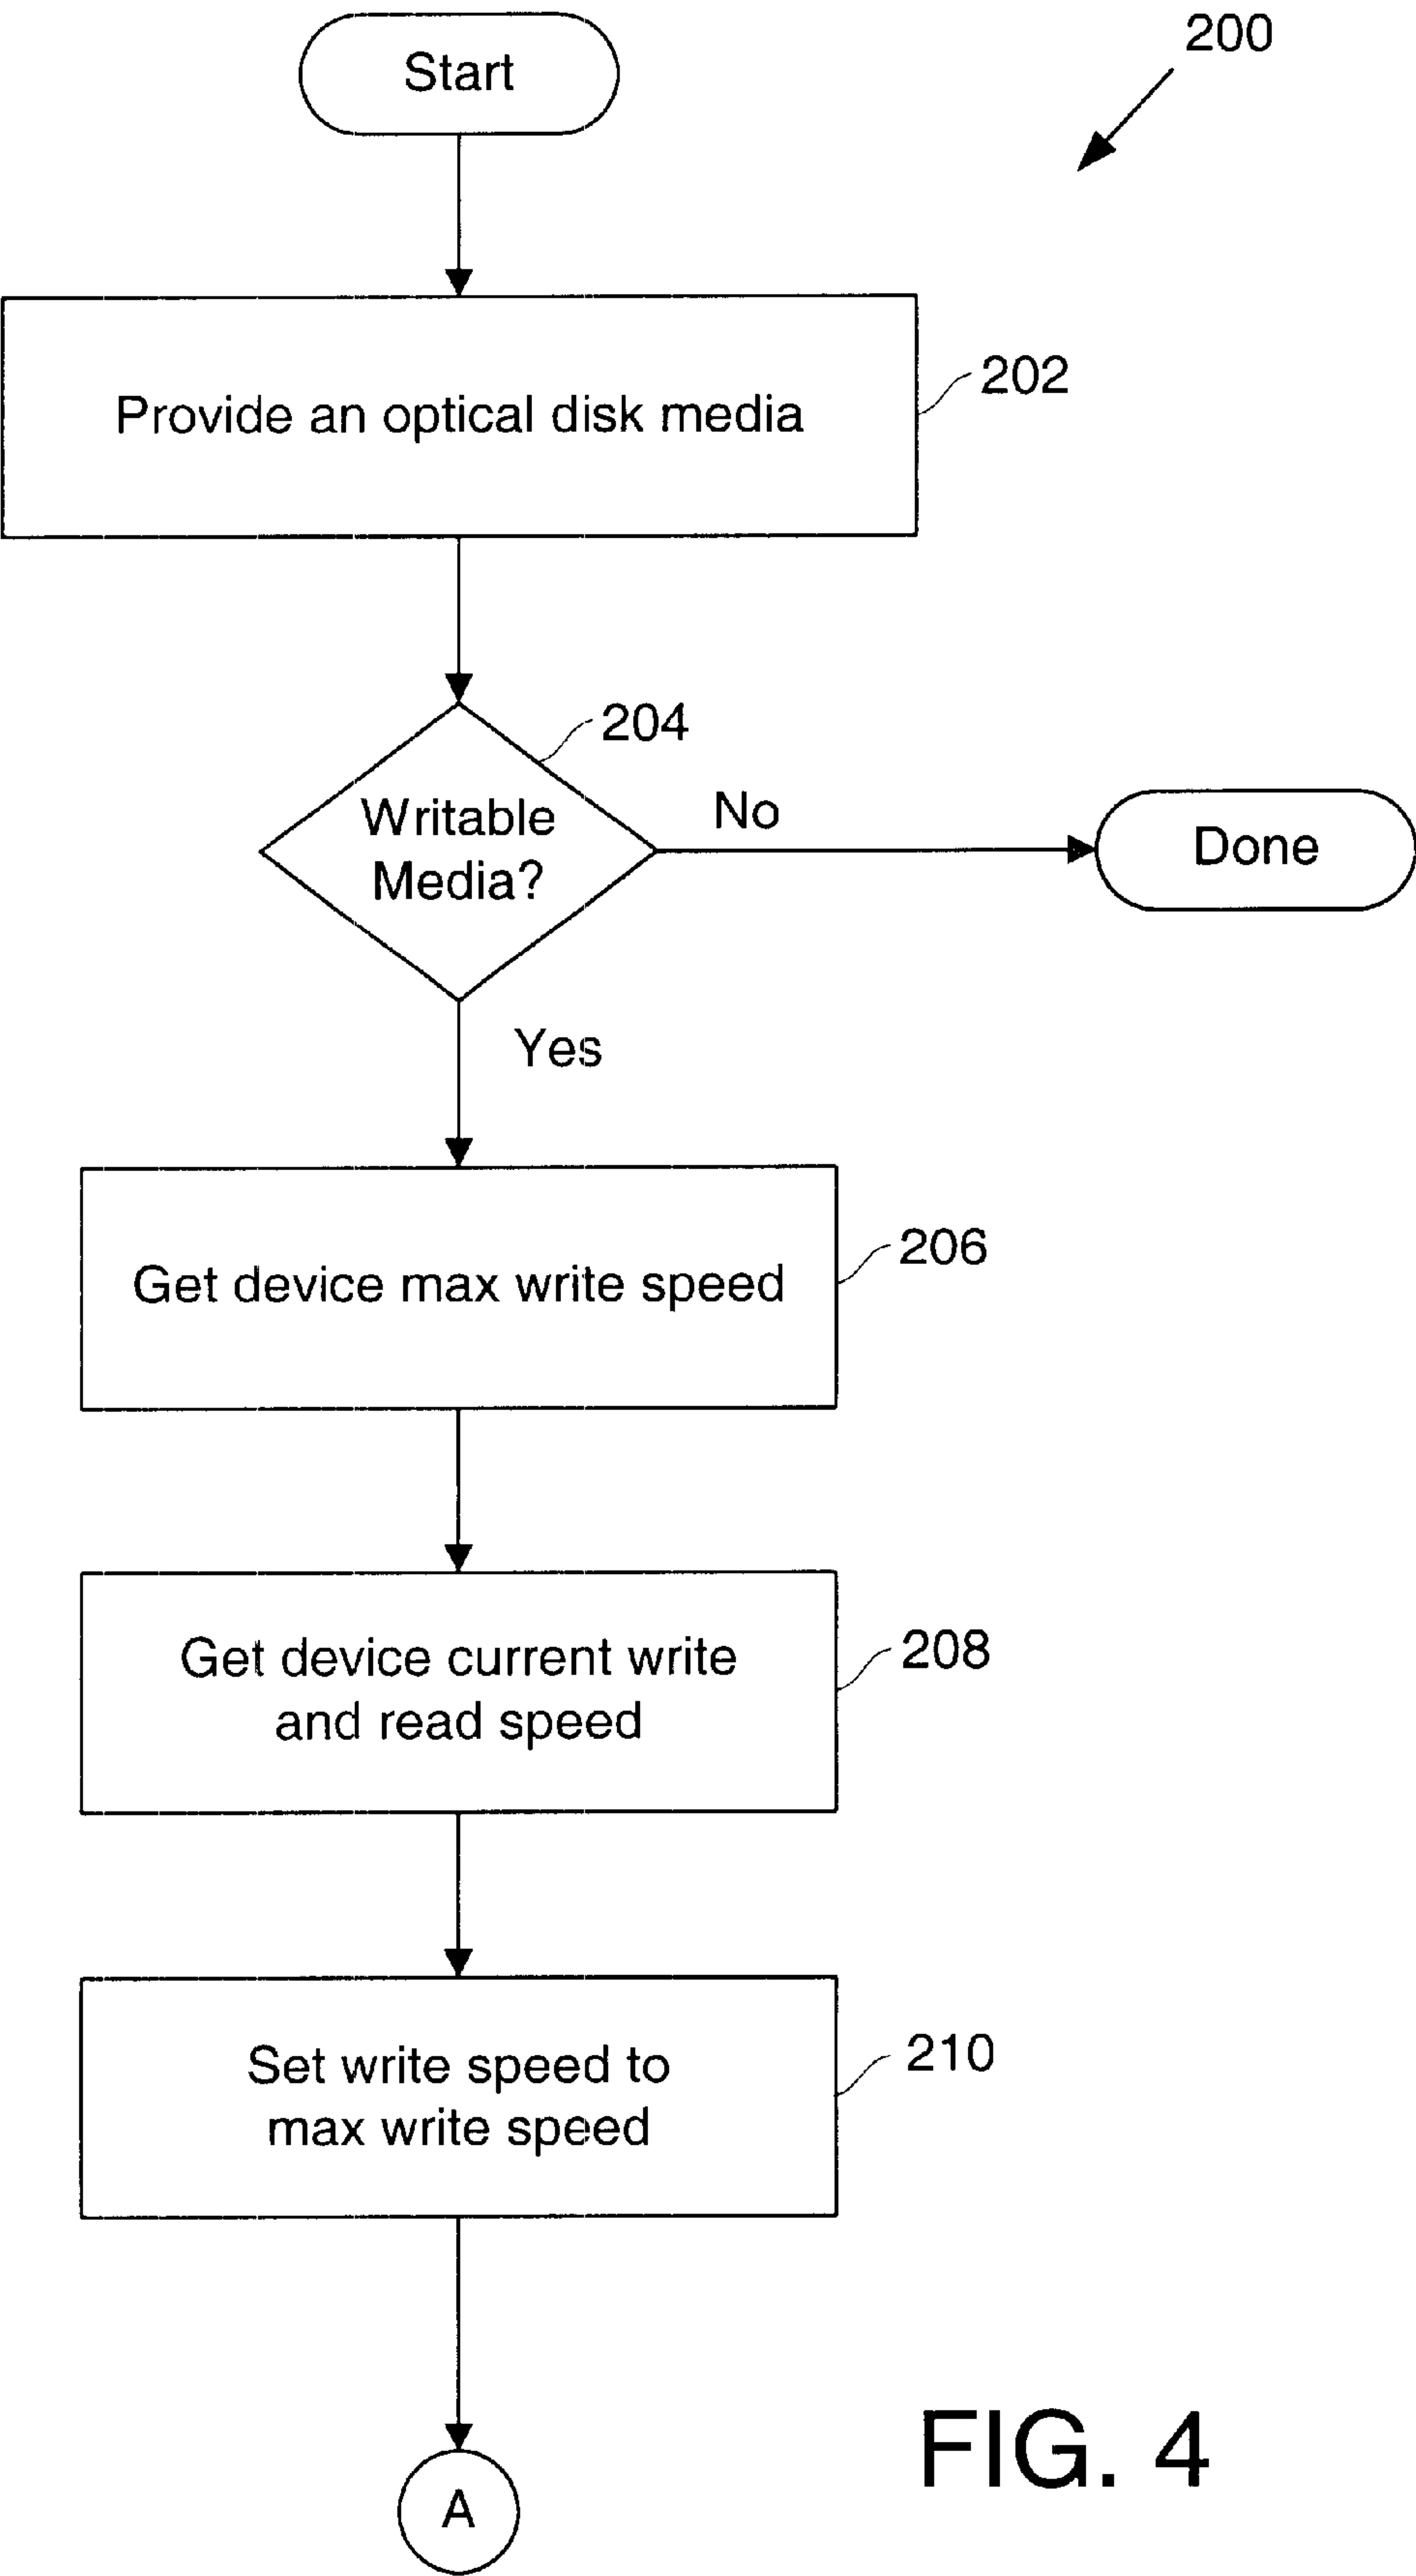 Start
200
Provide an optical disk media
202
204
Writable
Media?
No
Done
Yes
Get device max write speed
206
Get device current write
and read speed
208
Set write speed to
max write speed
210
A
FIG. 4